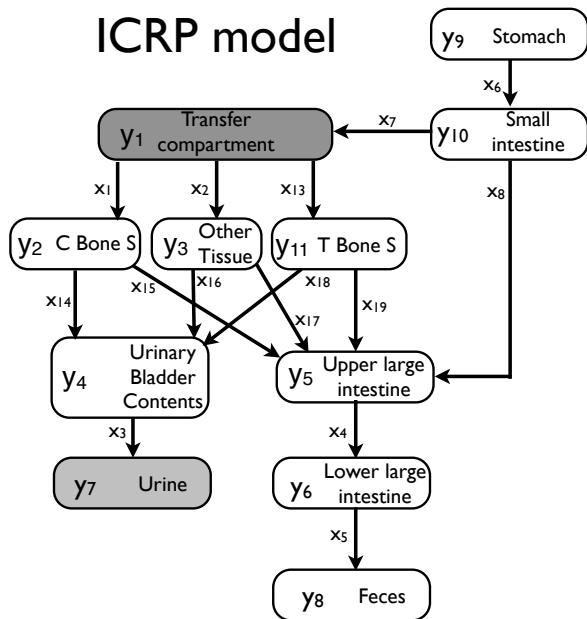 ICRP model
y9 Stomach
x6
y1 Transfer
compartment
x7
y10 Small
intestine
x1
x2
x13
x8
y2 C Bone S
y3 Other
Tissue
y11 T Bone S
x14
x15
x16
x18
x17
x19
y4 Urinary
Bladder
Contents
y5 Upper large
intestine
x3
x4
y7 Urine
y6 Lower large
intestine
x5
y8 Feces